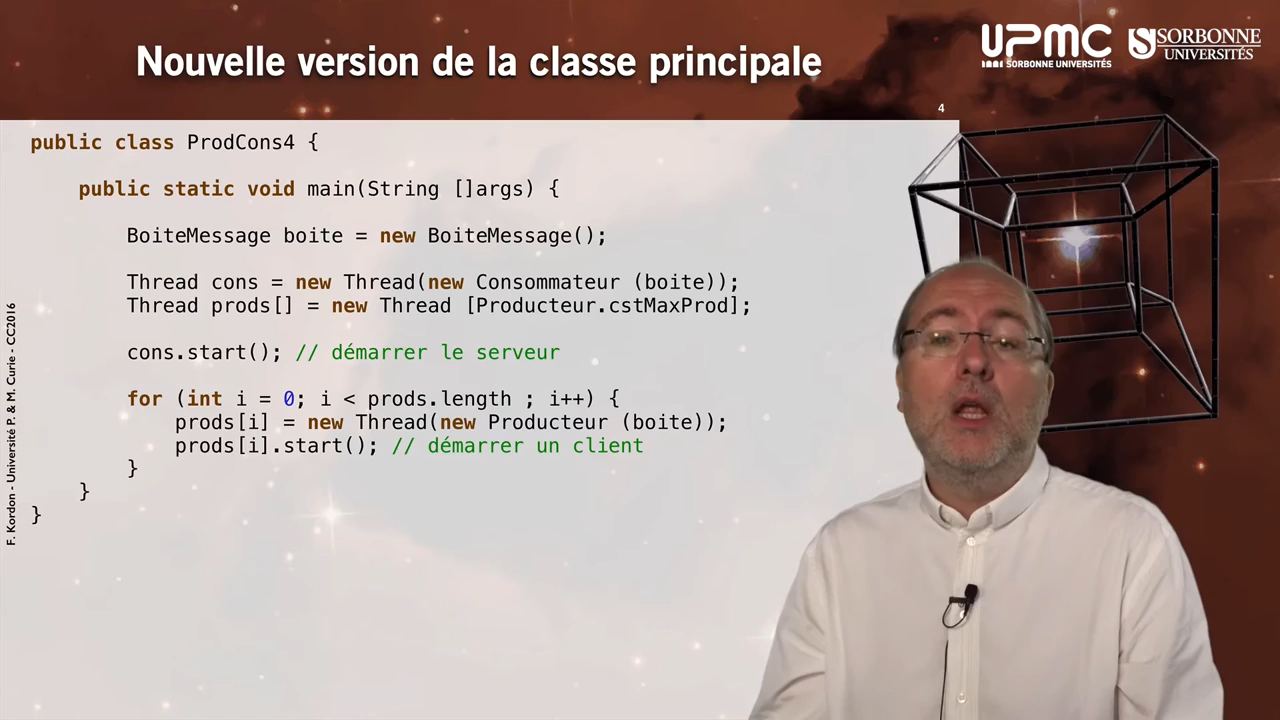 Nouvelle version de la classe principale
UPMC
SORBONNE UNIVERSITÉS
SORBONNE
UNIVERSITÉS
4
public class ProdCons4 {
public static void main(String []args) {
BoiteMessage boite = new BoiteMessage();
Thread cons = new Thread(new Consommateur (boite));
Thread prods[] = new Thread [Producteur.cstMaxProd];
cons.start(); // démarrer le serveur
for (int i = 0; i < prods.length ; i++) {
prods[i] = new Thread(new Producteur (boite));
prods[i].start(); // démarrer un client
}
}
}
F. Kordon - Université P. & M. Curie - CC2016